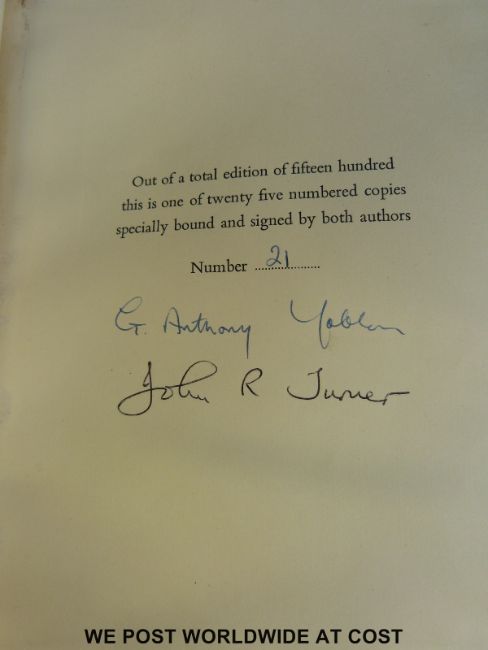 Out of a total edition of fifteen hundred
this is one of twenty five numbered copies
specially bound and signed by both authors
Number 21
G. Anthony Yablon
John R Turner
WE POST WORLDWIDE AT COST